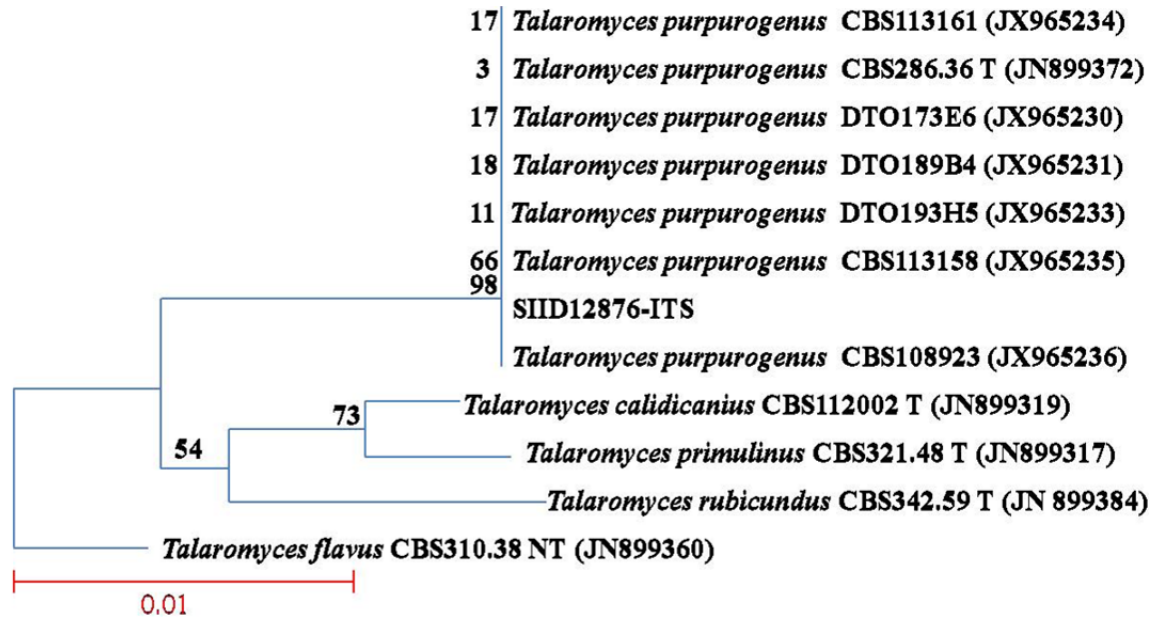 17 Talaromyces purpurogenus CBS113161 (JX965234)
3 Talaromyces purpurogenus CBS286.36 T (JN899372)
17 Talaromyces purpurogenus DTO173E6 (JX965230)
18 Talaromyces purpurogenus DTO189B4 (JX965231)
11 Talaromyces purpurogenus DTO193H5 (JX965233)
66 Talaromyces purpurogenus CBS113158 (JX965235)
98
SIID12876-ITS
Talaromyces purpurogenus CBS108923 (JX965236)
73 Talaromyces calidicanius CBS112002 T (JN899319)
54 Talaromyces primulinus CBS321.48 T (JN899317)
Talaromyces rubicundus CBS342.59 T (JN 899384)
Talaromyces flavus CBS310.38 NT (JN899360)
0.01